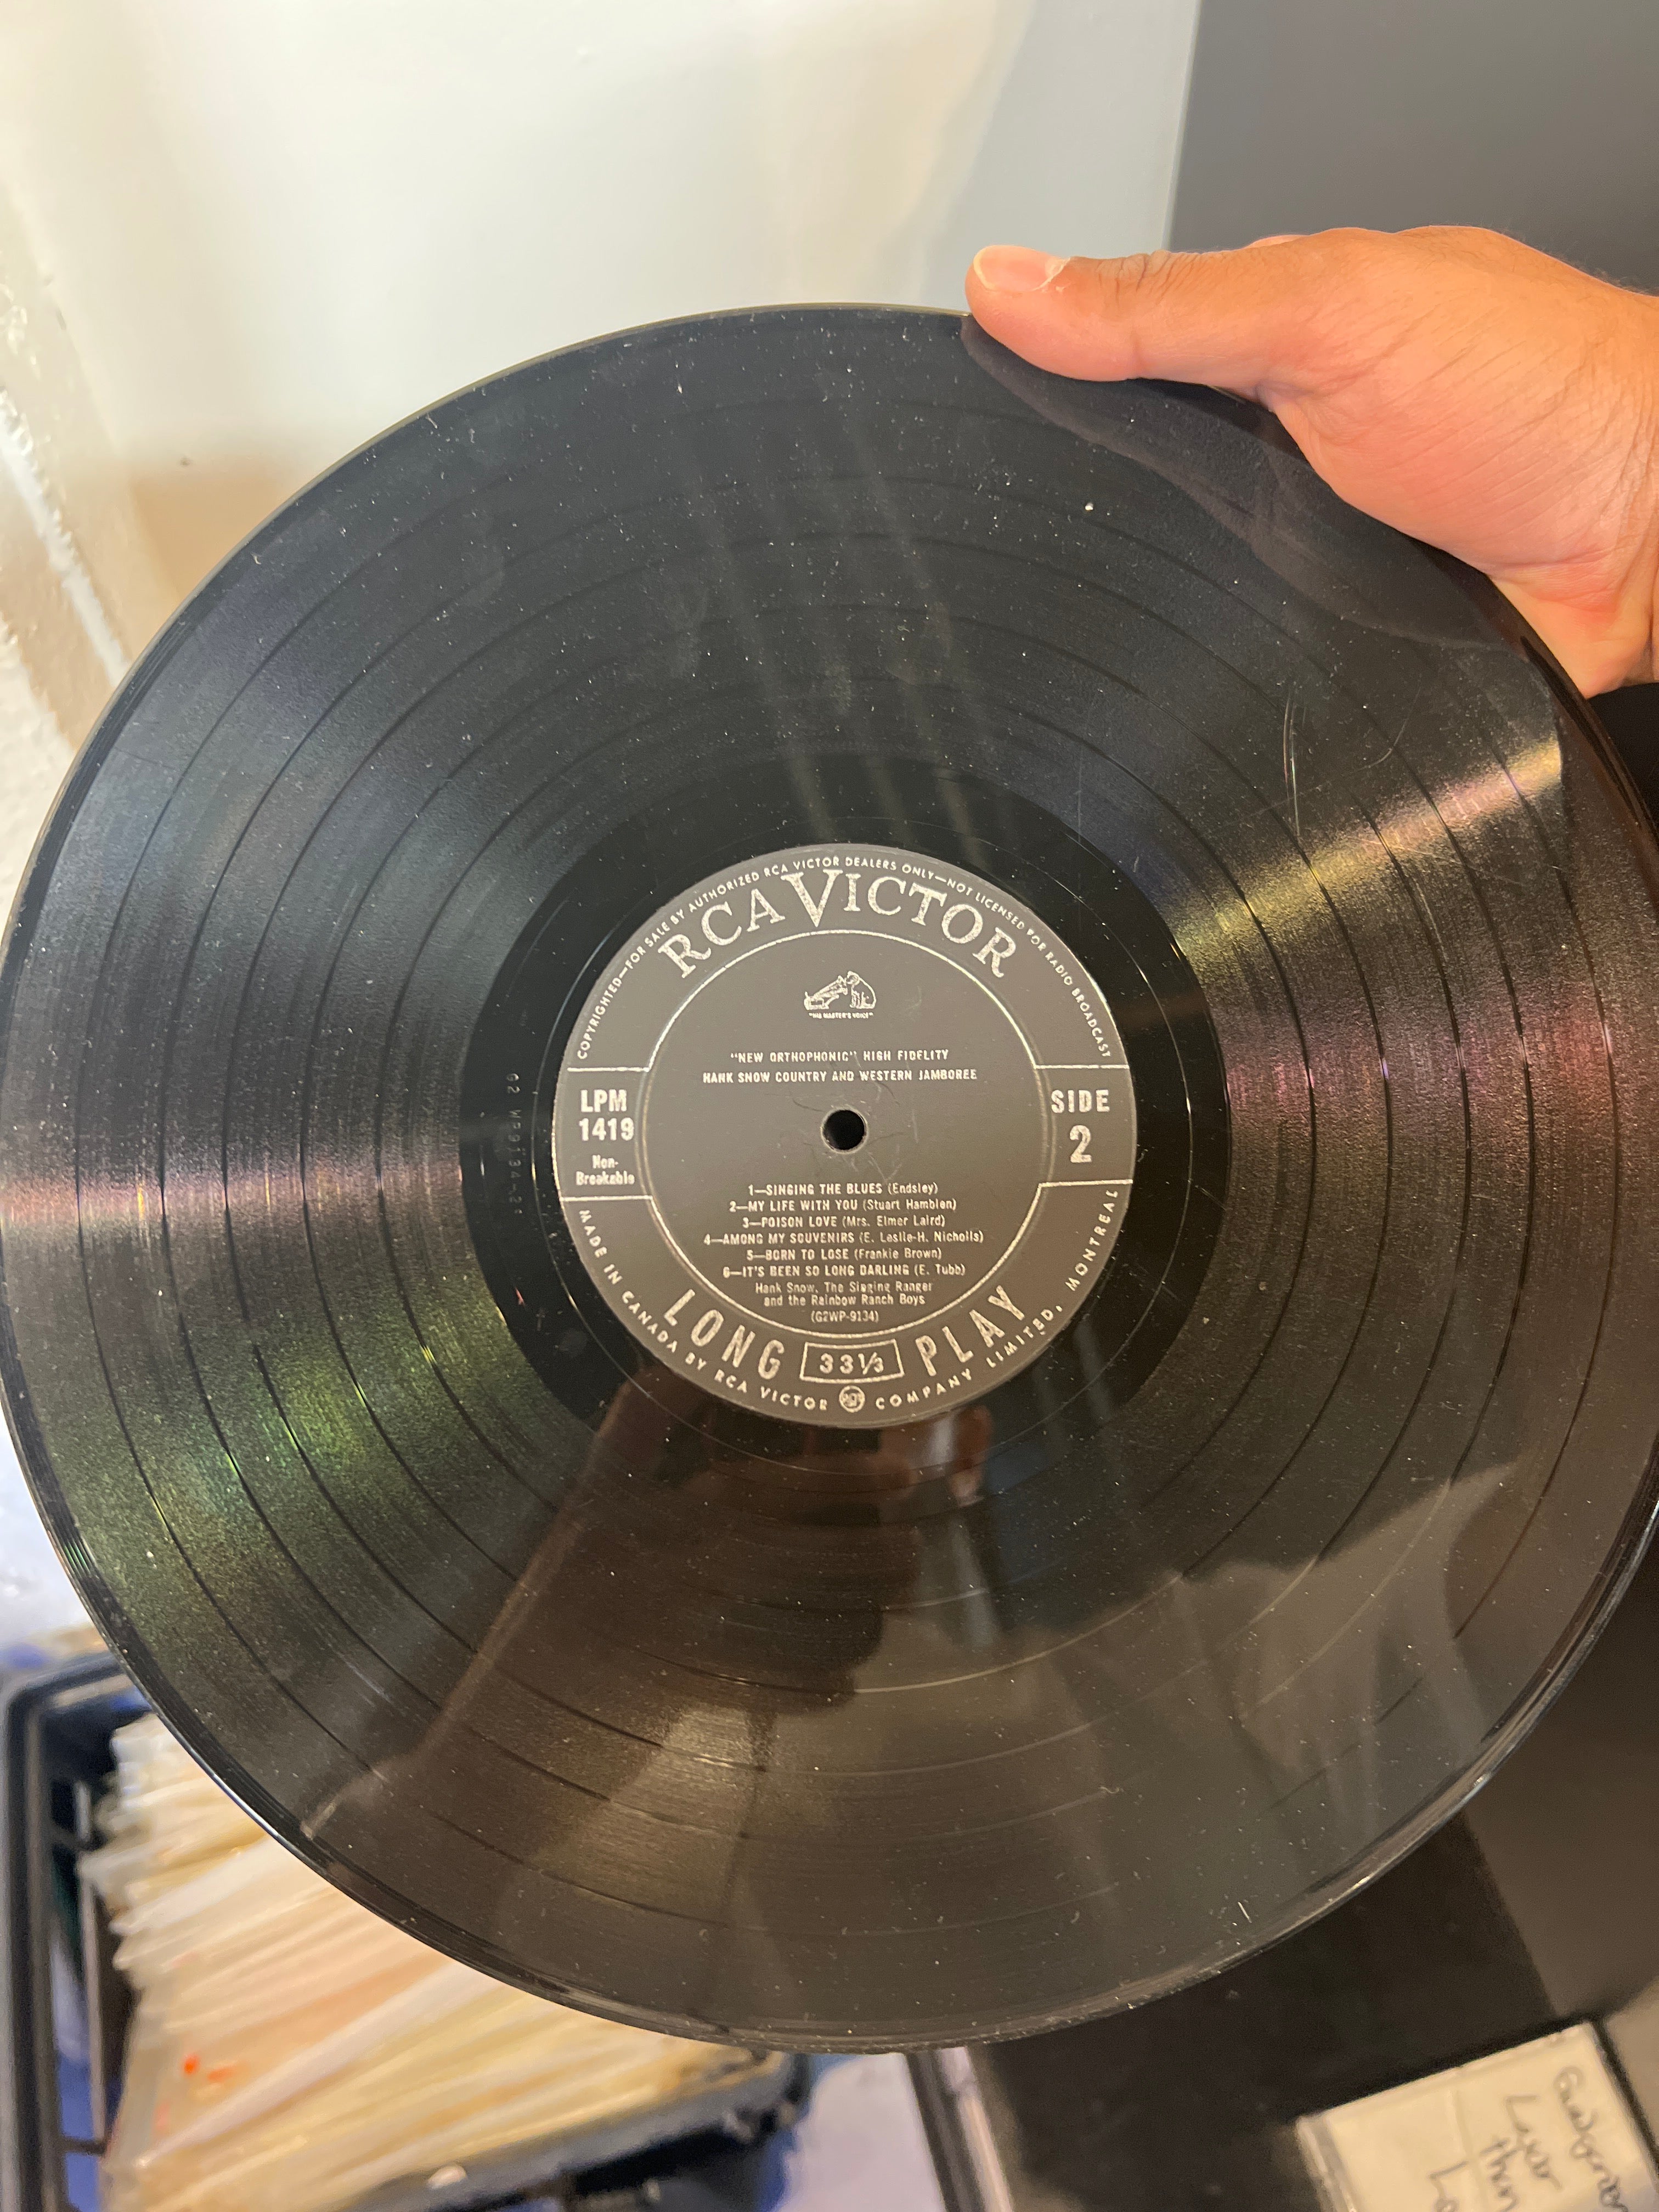 COPYRIGHTED—FOR SALE BY AUTHORIZED RCA VICTOR DEALERS ONLY—NOT LICENSED FOR RADIO BROADCAST
RCA VICTOR
"HIS MASTER'S VOICE"
"NEW ORTHOPHONIC" HIGH FIDELITY
HANK SNOW COUNTRY AND WESTERN JAMBOREE
LPM
1419
Non-
Breakable
SIDE
2
1—SINGING THE BLUES (Endsley)
2—MY LIFE WITH YOU (Stuart Hamblen)
3—POISON LOVE (Mrs. Elmer Laird)
4—AMONG MY SOUVENIRS (E. Leslie-H. Nicholls)
5—BORN TO LOSE (Frankie Brown)
6—IT'S BEEN SO LONG DARLING (E. Tubb)
Hank Snow, The Singing Ranger
and the Rainbow Ranch Boys
(G2WP-9134)
LONG 33⅓ PLAY
MADE IN CANADA BY RCA VICTOR COMPANY LIMITED, MONTREAL